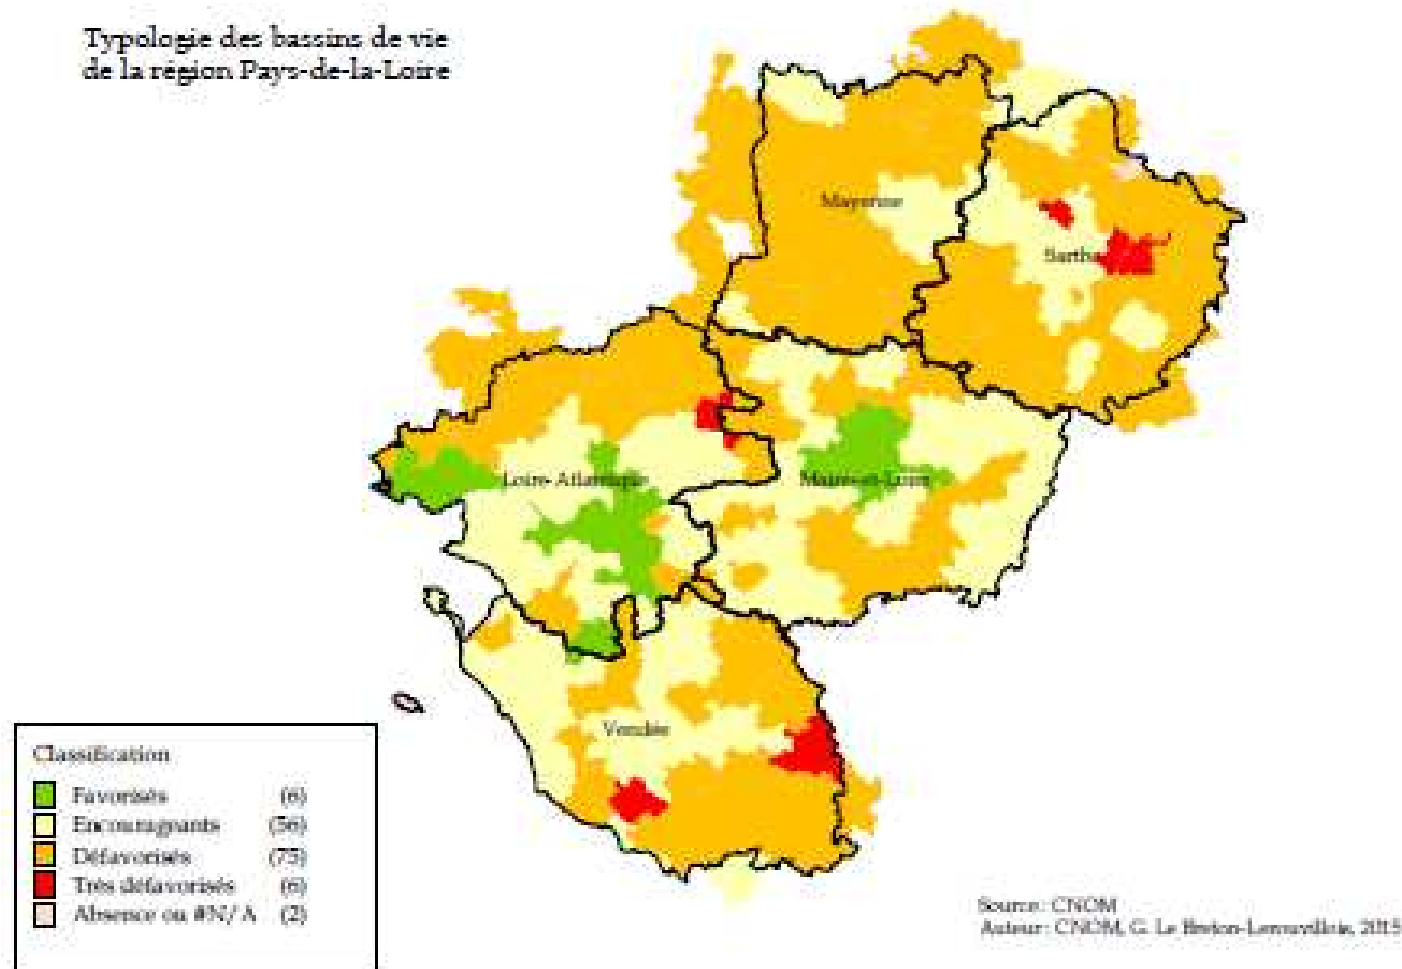 Typologie des bassins de vie
de la région Pays-de-la-Loire
Mayenne
Sarthe
Loire-Atlantique
Maine-et-Loire
Vendée
Classification
Favorisés (6)
Encourageants (56)
Défavorisés (75)
Très défavorisés (6)
Absence ou #N/A (2)
Source: CNOM
Auteur: CNOM, G. Le Breton-Lerouvillois, 2015